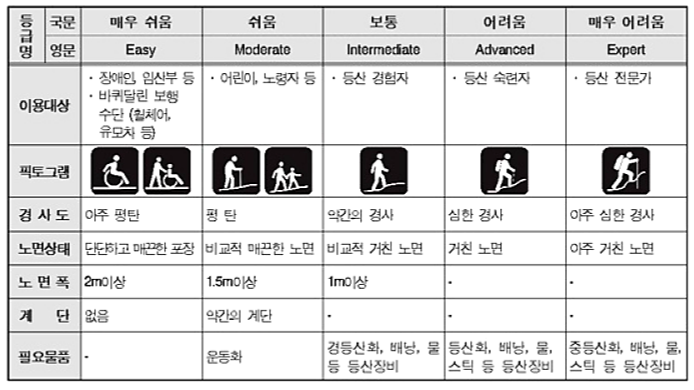 등급명 국문 매우 쉬움 쉬움 보통 어려움 매우 어려움
영문 Easy Moderate Intermediate Advanced Expert
이용대상
· 장애인, 임산부 등
· 바퀴달린 보행
수단 (휠체어,
유모차 등)
· 어린이, 노령자 등
· 등산 경험자
· 등산 숙련자
· 등산 전문가
픽토그램
경 사 도 아주 평탄 평 탄 약간의 경사 심한 경사 아주 심한 경사
노면상태 단단하고 매끈한 포장 비교적 매끈한 노면 비교적 거친 노면 거친 노면 아주 거친 노면
노 면 폭 2m이상 1.5m이상 1m이상 - -
계 단 없음 약간의 계단 - - -
필요물품
-
운동화
경등산화, 배낭, 물
등 등산장비
등산화, 배낭, 물,
스틱 등 등산장비
중등산화, 배낭, 물,
스틱 등 등산장비